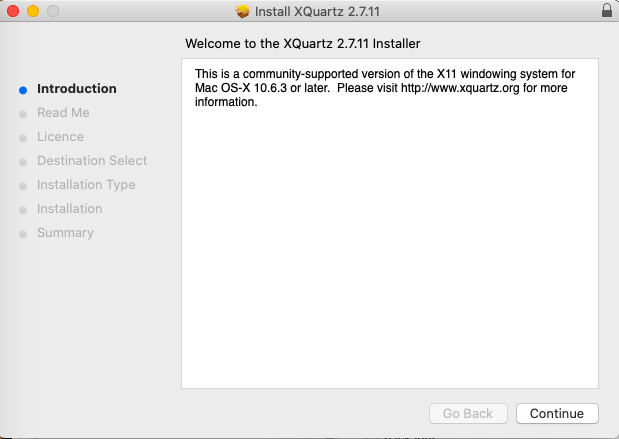 Install XQuartz 2.7.11
Welcome to the XQuartz 2.7.11 Installer
Introduction
Read Me
Licence
Destination Select
Installation Type
Installation
Summary
This is a community-supported version of the X11 windowing system for
Mac OS-X 10.6.3 or later.  Please visit http://www.xquartz.org for more
information.
Go Back
Continue